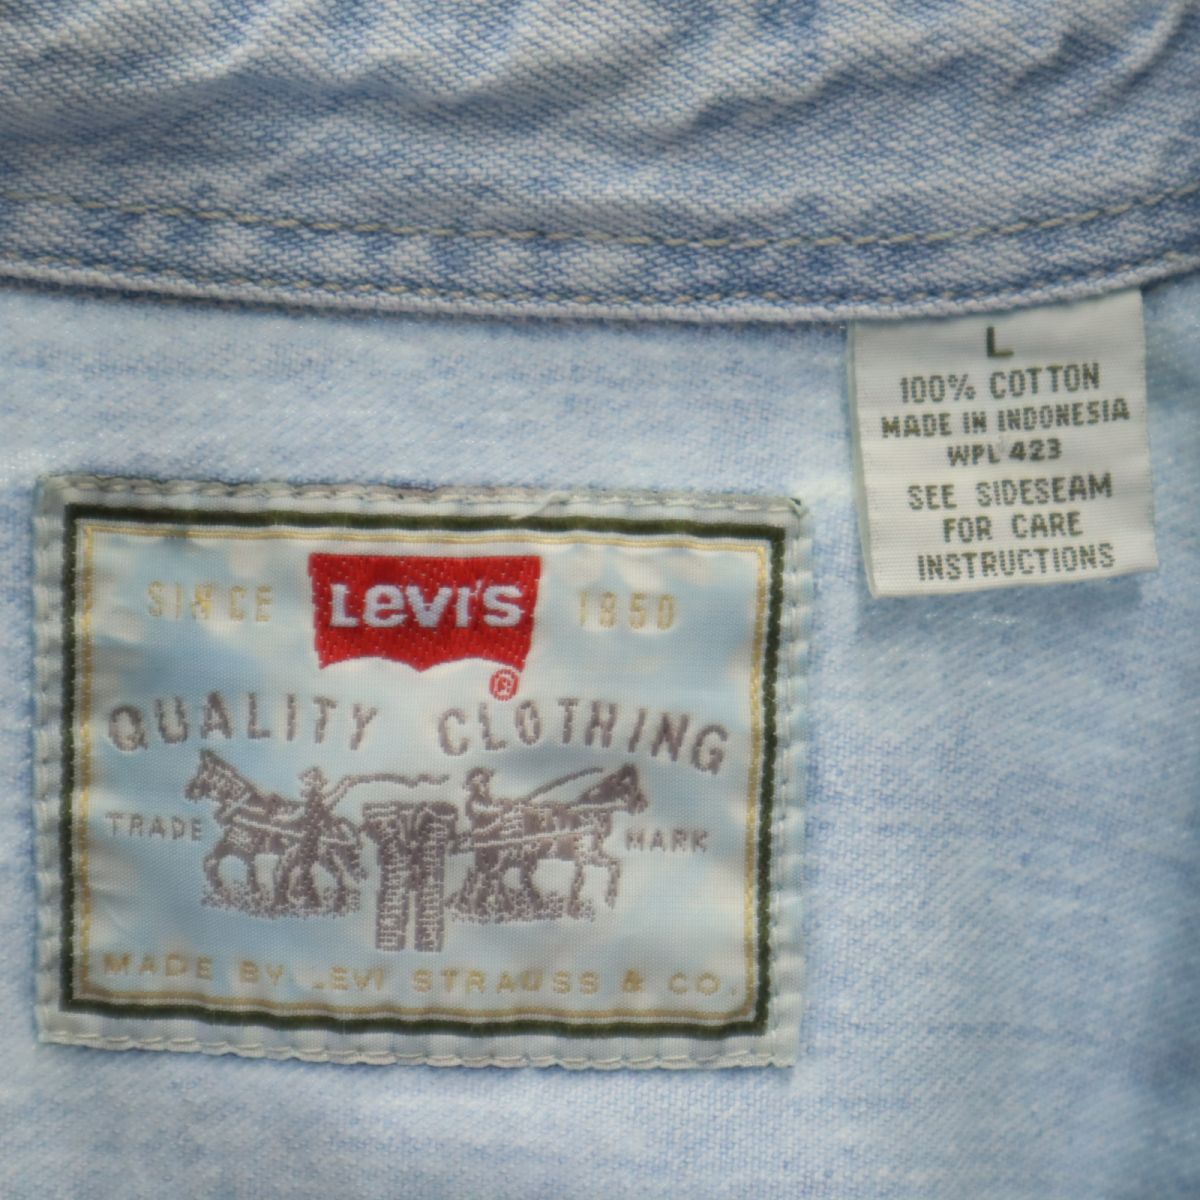 L
100% COTTON
MADE IN INDONESIA
WPL 423
SEE SIDESEAM
FOR CARE
INSTRUCTIONS
SINCE LEVI'S ® 1850
QUALITY CLOTHING
TRADE MARK
MADE BY LEVI STRAUSS & CO.